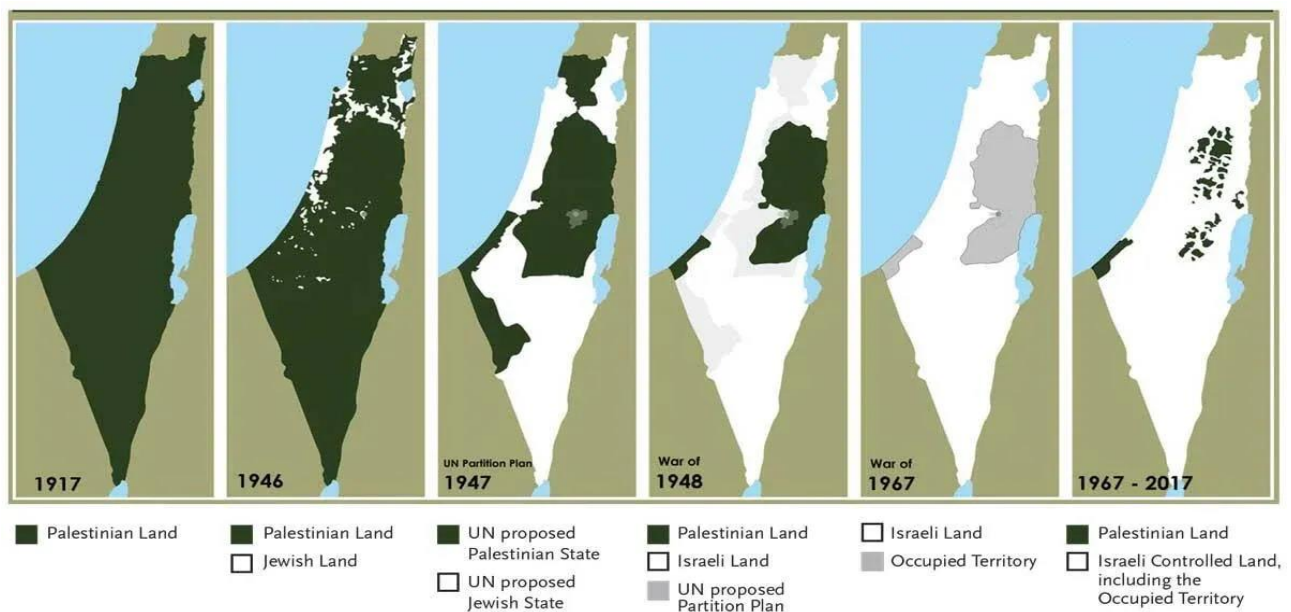 1917
1946
UN Partition Plan
1947
War of
1948
War of
1967
1967 - 2017
Palestinian Land
Palestinian Land
Jewish Land
UN proposed
Palestinian State
UN proposed
Jewish State
Palestinian Land
Israeli Land
UN proposed
Partition Plan
Israeli Land
Occupied Territory
Palestinian Land
Israeli Controlled Land,
including the
Occupied Territory